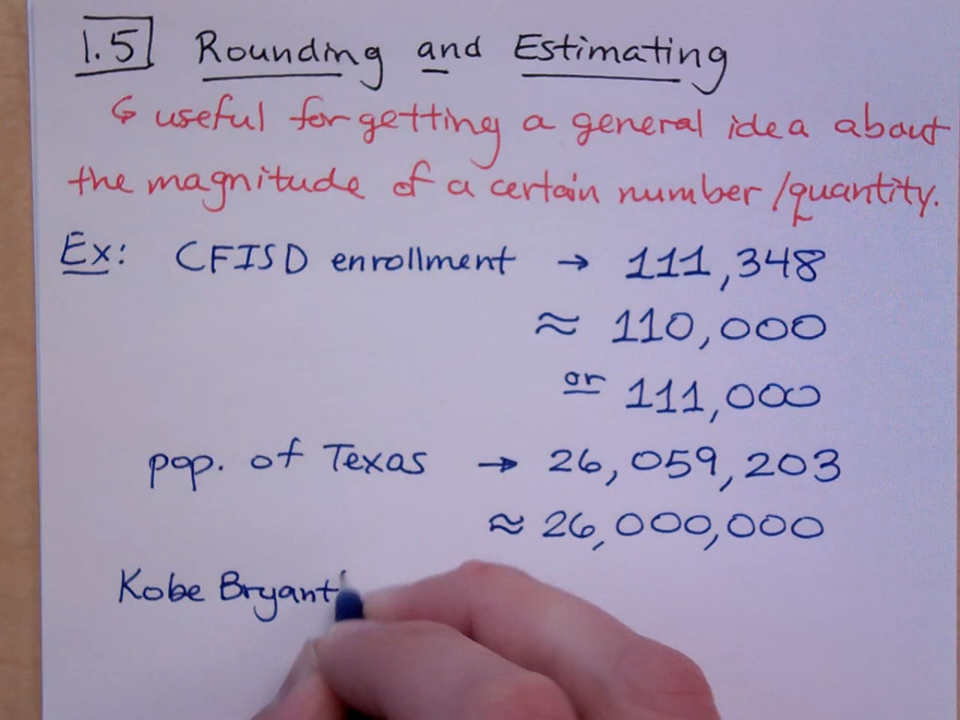 1.5 Rounding and Estimating
↳ useful for getting a general idea about
the magnitude of a certain number/quantity.
Ex: CFISD enrollment → 111,348
≈ 110,000
or 111,000
pop. of Texas → 26,059,203
≈ 26,000,000
Kobe Bryant'